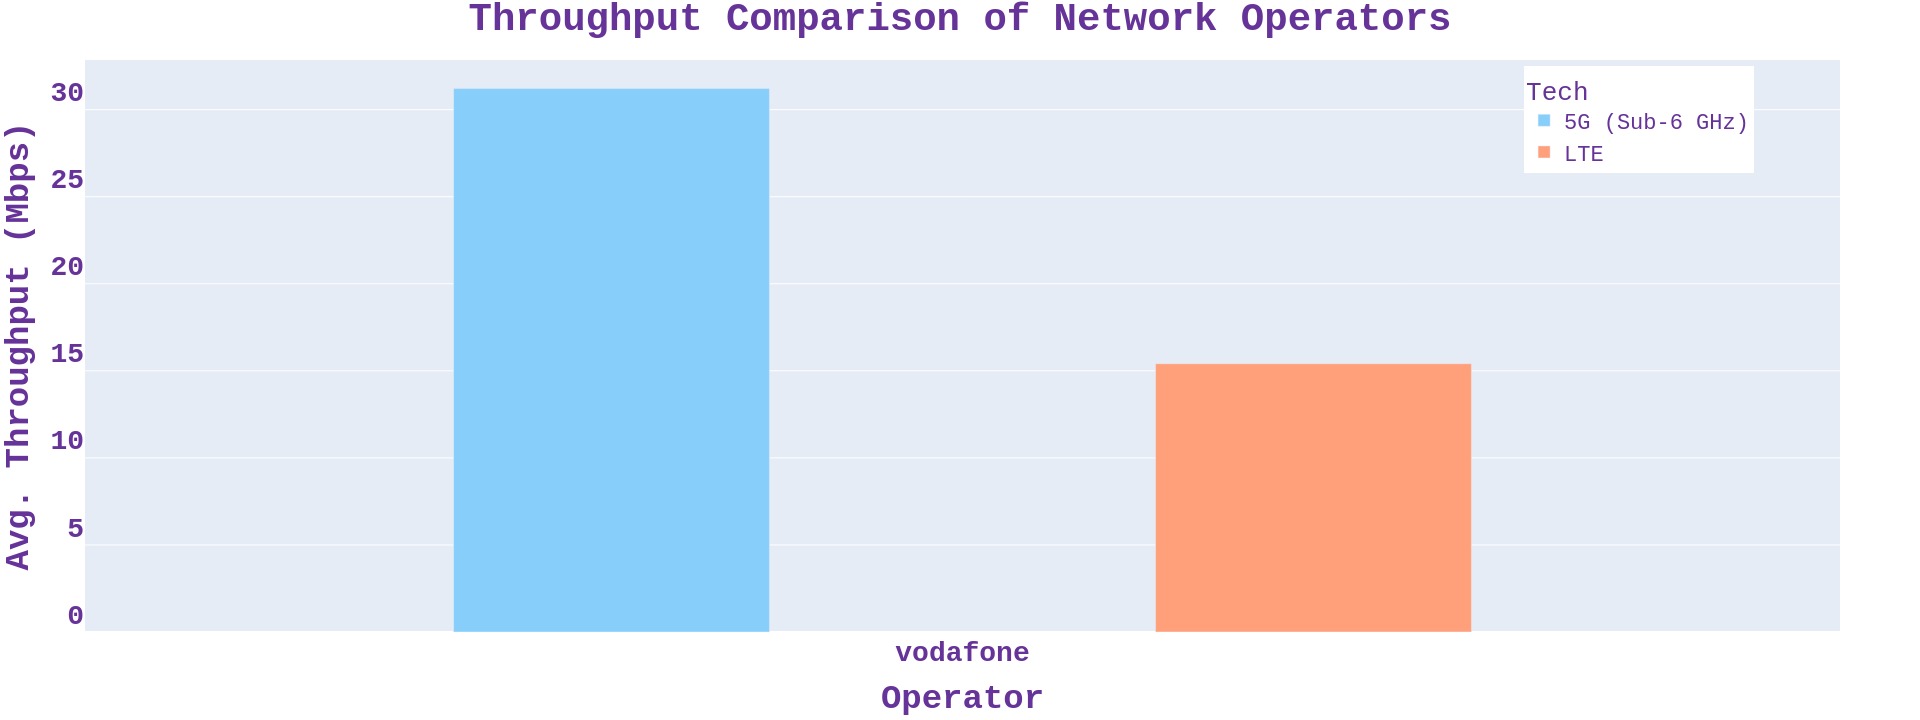 Throughput Comparison of Network Operators
Avg. Throughput (Mbps)
30
25
20
15
10
5
0
Tech
5G (Sub-6 GHz)
LTE
vodafone
Operator